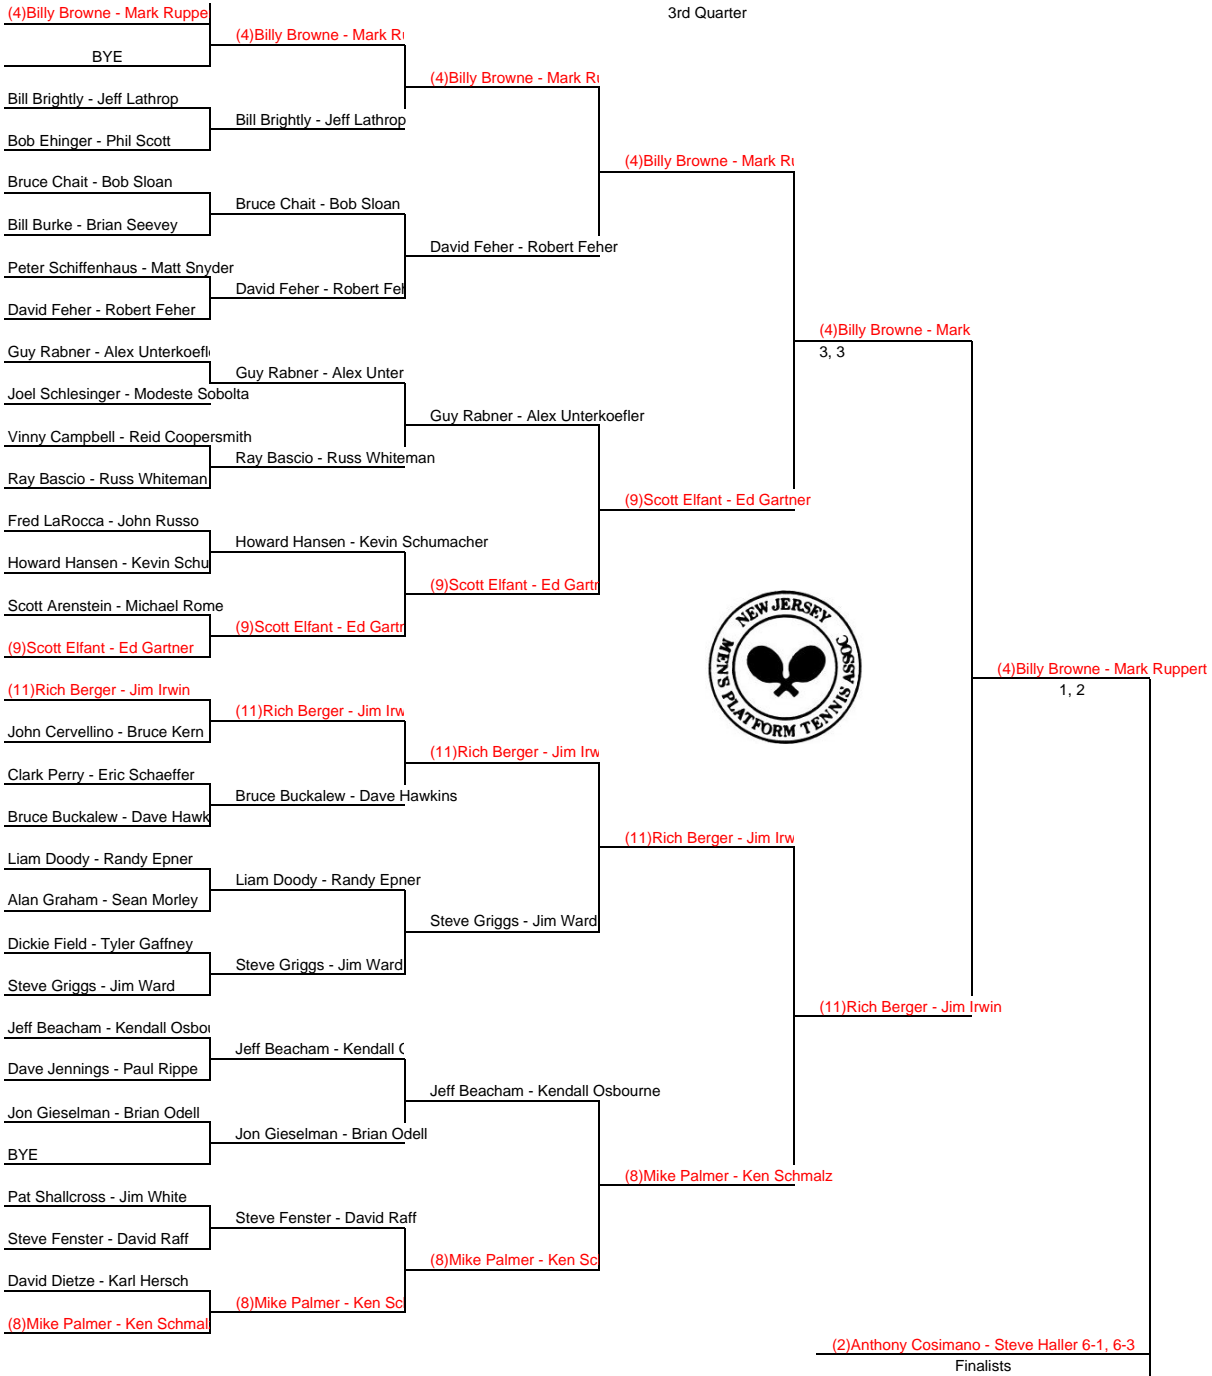 3rd Quarter
(4)Billy Browne - Mark Ruppe
BYE
Bill Brightly - Jeff Lathrop
Bob Ehinger - Phil Scott
Bruce Chait - Bob Sloan
Bill Burke - Brian Seevey
Peter Schiffenhaus - Matt Snyder
David Feher - Robert Feher
Guy Rabner - Alex Unterkoefl
Joel Schlesinger - Modeste Sobolta
Vinny Campbell - Reid Coopersmith
Ray Bascio - Russ Whiteman
Fred LaRocca - John Russo
Howard Hansen - Kevin Schu
Scott Arenstein - Michael Rome
(9)Scott Elfant - Ed Gartner
(11)Rich Berger - Jim Irwin
John Cervellino - Bruce Kern
Clark Perry - Eric Schaeffer
Bruce Buckalew - Dave Hawk
Liam Doody - Randy Epner
Alan Graham - Sean Morley
Dickie Field - Tyler Gaffney
Steve Griggs - Jim Ward
Jeff Beacham - Kendall Osbou
Dave Jennings - Paul Rippe
Jon Gieselman - Brian Odell
BYE
Pat Shallcross - Jim White
Steve Fenster - David Raff
David Dietze - Karl Hersch
(8)Mike Palmer - Ken Schmal
(4)Billy Browne - Mark Ru
Bill Brightly - Jeff Lathrop
Bruce Chait - Bob Sloan
David Feher - Robert Feh
Guy Rabner - Alex Unter
Ray Bascio - Russ Whiteman
Howard Hansen - Kevin Schumacher
(9)Scott Elfant - Ed Gartn
(11)Rich Berger - Jim Irw
Bruce Buckalew - Dave Hawkins
Liam Doody - Randy Epner
Steve Griggs - Jim Ward
Jeff Beacham - Kendall O
Jon Gieselman - Brian Odell
Steve Fenster - David Raff
(8)Mike Palmer - Ken Sc
(4)Billy Browne - Mark Ru
David Feher - Robert Feher
Guy Rabner - Alex Unterkoefler
(9)Scott Elfant - Ed Gartn
(11)Rich Berger - Jim Irw
Steve Griggs - Jim Ward
Jeff Beacham - Kendall Osbourne
(8)Mike Palmer - Ken Sc
(4)Billy Browne - Mark Ru
(9)Scott Elfant - Ed Gartner
(11)Rich Berger - Jim Irw
(8)Mike Palmer - Ken Schmalz
(4)Billy Browne - Mark
3, 3
(11)Rich Berger - Jim Irwin
NEW JERSEY
MEN'S PLATFORM TENNIS ASSOC
(4)Billy Browne - Mark Ruppert
1, 2
(2)Anthony Cosimano - Steve Haller 6-1, 6-3
Finalists